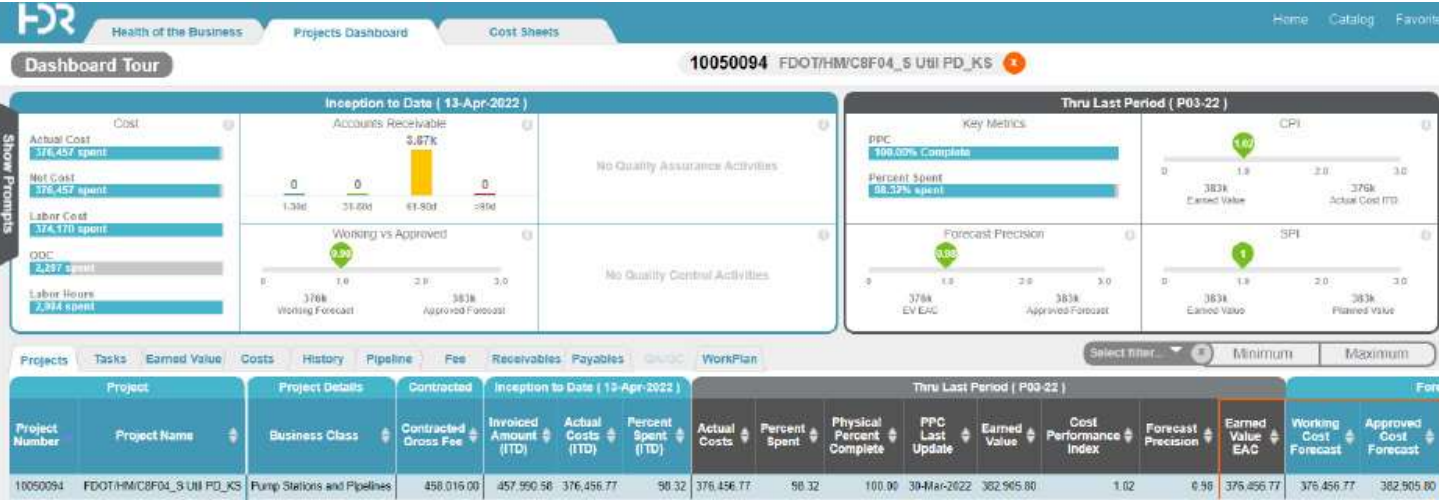 HDR
Health of the Business
Projects Dashboard
Cost Sheets
Home Catalog Favorite
Dashboard Tour
10050094 FDOT/HM/C8F04_S Util PD_KS x
Show Prompts
Inception to Date ( 13-Apr-2022 )
Cost
Actual Cost
376,457 spent
Net Cost
376,457 spent
Labor Cost
374,170 spent
ODC
2,287 spent
Labor Hours
2,984 spent
Accounts Receivable
3.87k
0 0 0
1-30d 31-60d 61-90d >90d
Working vs Approved
0 1.0 2.0 3.0
376k 383k
Working Forecast Approved Forecast
No Quality Assurance Activities
No Quality Control Activities
Thru Last Period ( P03-22 )
Key Metrics
PPC
100.00% Complete
Percent Spent
98.32% spent
CPI
1.02
0 1.0 2.0 3.0
383k 376k
Earned Value Actual Cost ITD
Forecast Precision
0.98
0 1.0 2.0 3.0
376k 383k
EV EAC Approved Forecast
SPI
1
0 1.0 2.0 3.0
383k 383k
Earned Value Planned Value
Projects Tasks Earned Value Costs History Pipeline Fee Receivables Payables WorkPlan
Select filter... x Minimum Maximum
Project Project Details Contracted Inception to Date ( 13-Apr-2022 ) Thru Last Period ( P03-22 ) Fore
Project Number
Project Name
Business Class
Contracted Gross Fee
Invoiced Amount (ITD)
Actual Costs (ITD)
Percent Spent (ITD)
Actual Costs
Percent Spent
Physical Percent Complete
PPC Last Update
Earned Value
Cost Performance Index
Forecast Precision
Earned Value EAC
Working Cost Forecast
Approved Cost Forecast
10050094 FDOT/HM/C8F04_S Util PD_KS Pump Stations and Pipelines 458,016.00 457,990.58 376,456.77 98.32 376,456.77 98.32 100.00 30-Mar-2022 382,905.80 1.02 0.98 376,456.77 376,456.77 382,905.80